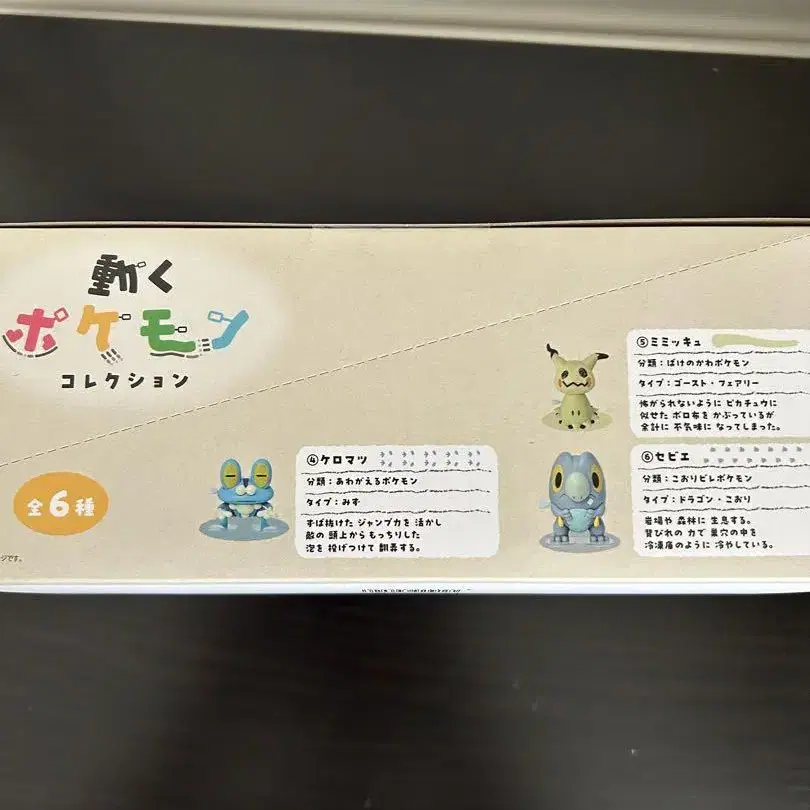 動く
ポケモン
コレクション
全6種
ジです。
④ケロマツ
分類：あわがえるポケモン
タイプ：みず
ずば抜けた ジャンプ力を 活かし
敵の 頭上から もっちりした
泡を 投げつけて 翻弄する。
⑤ミミッキュ
分類：ばけのかわポケモン
タイプ：ゴースト・フェアリー
怖がられないように ピカチュウに
似せた ボロ布を かぶっているが
余計に 不気味に なってしまった。
⑥セビエ
分類：こおりビレポケモン
タイプ：ドラゴン・こおり
岩場や 森林に 生息する。
背びれの 力で 巣穴の中を
冷凍庫のように 冷やしている。